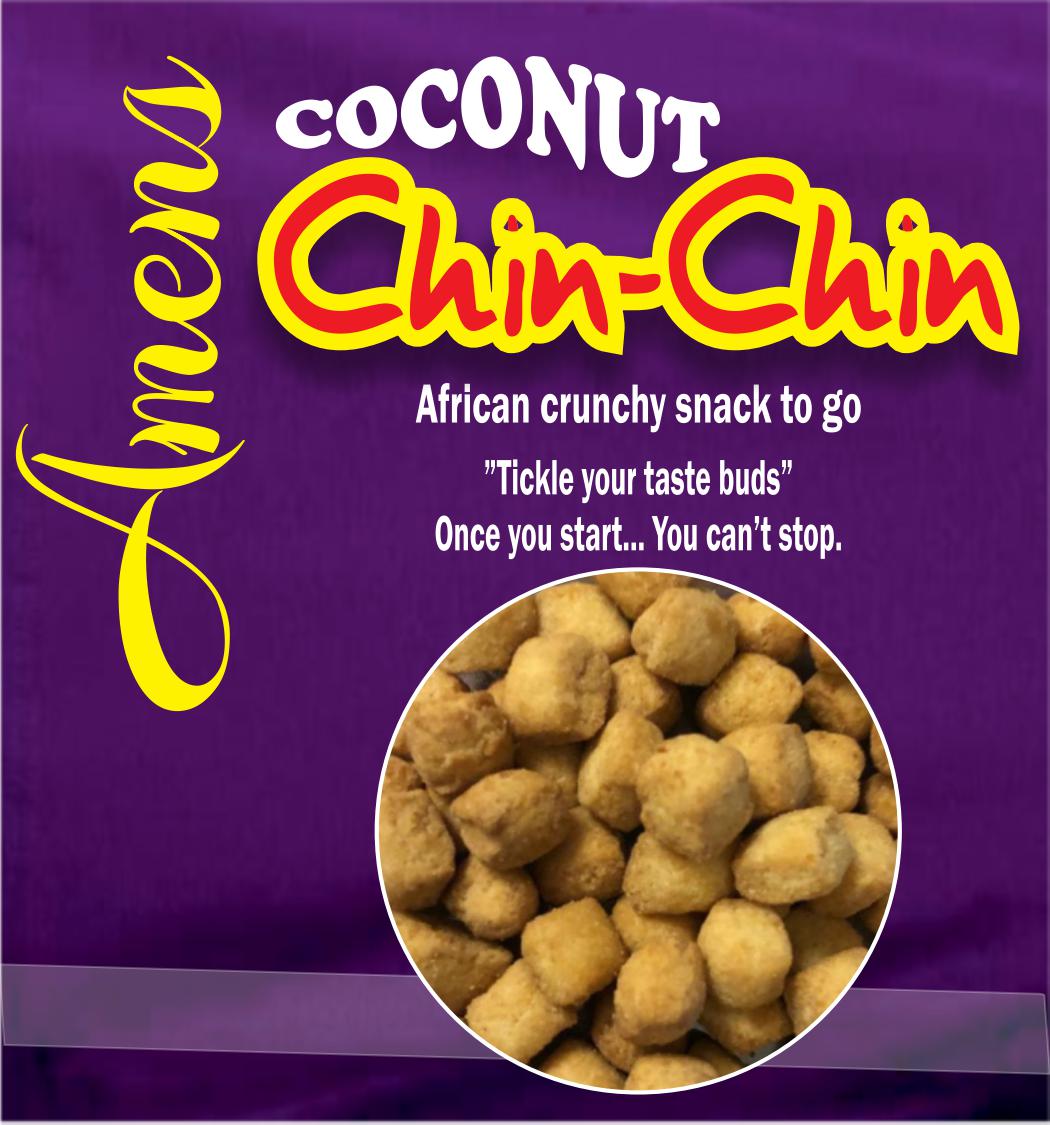 Amens
COCONUT
Chin-Chin
African crunchy snack to go
”Tickle your taste buds”
Once you start... You can’t stop.